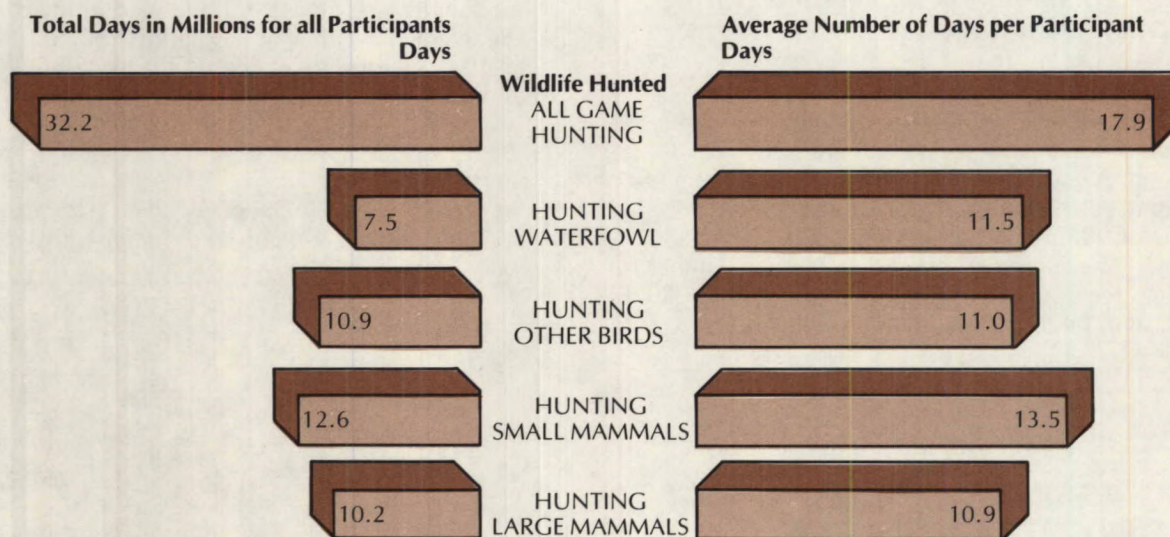 Total Days in Millions for all Participants
Days
Average Number of Days per Participant
Days
Wildlife Hunted
32.2
ALL GAME
HUNTING
17.9
7.5
HUNTING
WATERFOWL
11.5
10.9
HUNTING
OTHER BIRDS
11.0
12.6
HUNTING
SMALL MAMMALS
13.5
10.2
HUNTING
LARGE MAMMALS
10.9